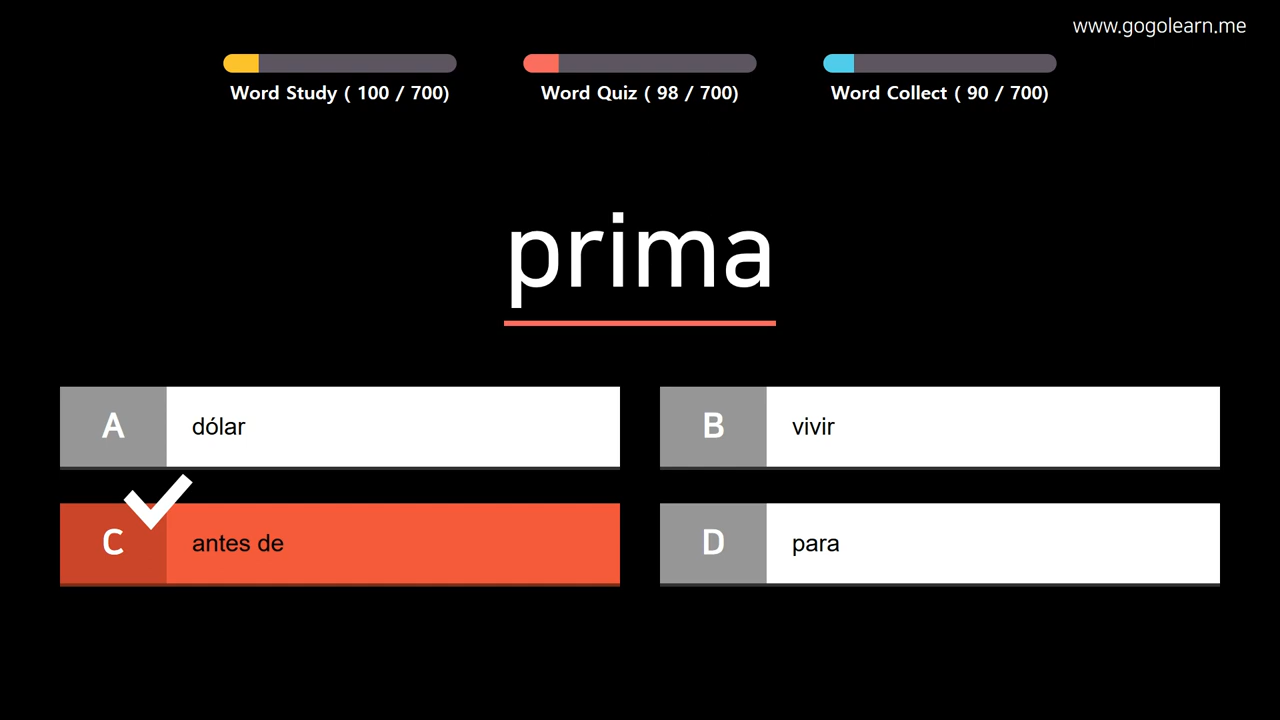 www.gogolearn.me
Word Study ( 100 / 700)
Word Quiz ( 98 / 700)
Word Collect ( 90 / 700)
prima
A dólar
B vivir
C antes de
D para